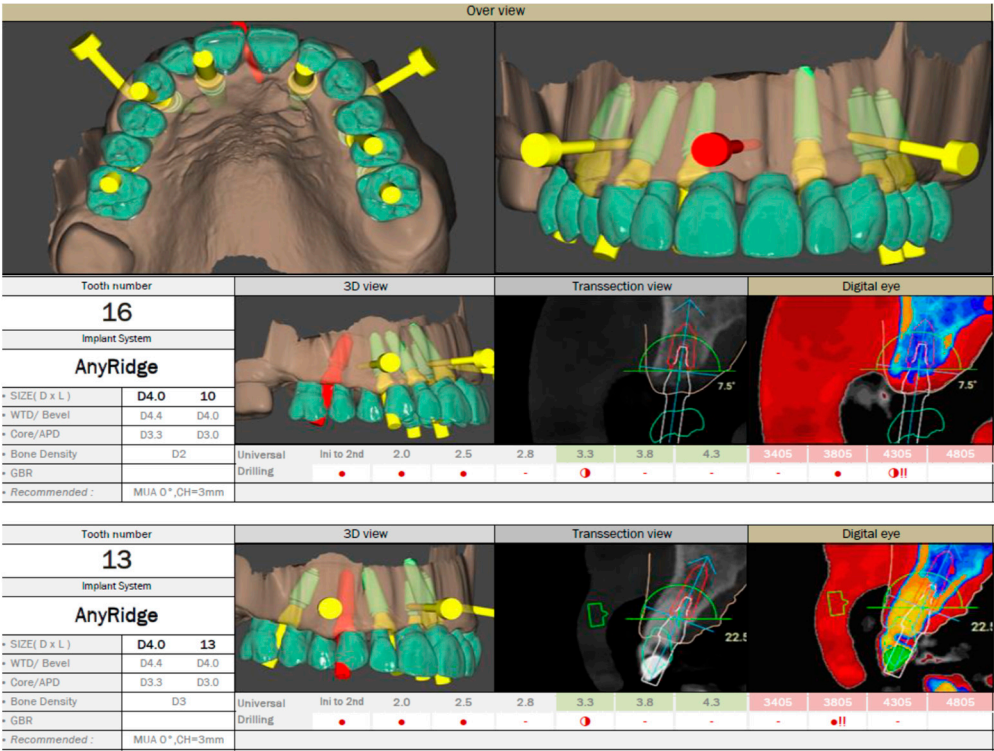 Over view
Tooth number 3D view Transsection view Digital eye
16
Implant System
AnyRidge
• SIZE( D x L ) D4.0 10
• WTD/ Bevel D4.4 D4.0
• Core/APD D3.3 D3.0
7.5°
7.5°
• Bone Density D2 Universal Ini to 2nd 2.0 2.5 2.8 3.3 3.8 4.3 3405 3805 4305 4805
• GBR Drilling ● ● ● - ◑ - - - ● ◑!! -
• Recommended : MUA 0°,CH=3mm
Tooth number 3D view Transsection view Digital eye
13
Implant System
AnyRidge
• SIZE( D x L ) D4.0 13
• WTD/ Bevel D4.4 D4.0
• Core/APD D3.3 D3.0
22.5
22.5
• Bone Density D3 Universal Ini to 2nd 2.0 2.5 2.8 3.3 3.8 4.3 3405 3805 4305 4805
• GBR Drilling ● ● ● - ◑ - - - ●!! -
• Recommended : MUA 0°,CH=3mm